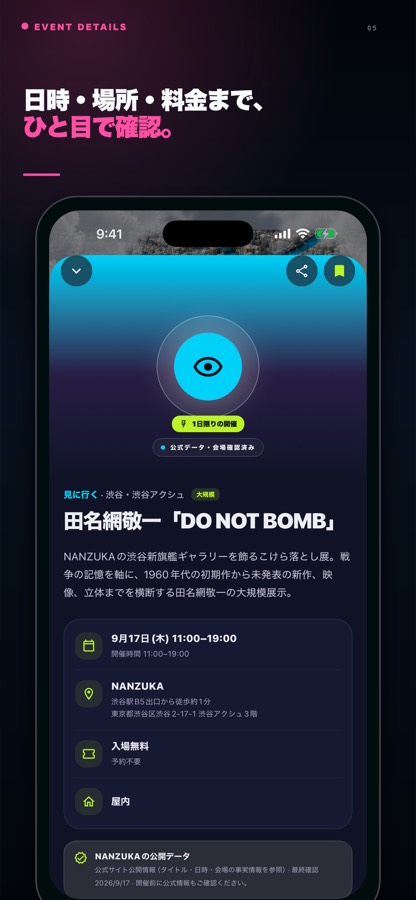 EVENT DETAILS
05
日時・場所・料金まで、
ひと目で確認。
9:41
1日限りの開催
公式データ・会場確認済み
見に行く・渋谷・渋谷アクシュ 大規模
田名網敬一「DO NOT BOMB」
NANZUKAの渋谷新旗艦ギャラリーを飾るこけら落とし展。戦
争の記憶を軸に、1960年代の初期作から未発表の新作、映
像、立体までを横断する田名網敬一の大規模展示。
9月17日(木) 11:00–19:00
開催時間 11:00–19:00
NANZUKA
渋谷駅B5出口から徒歩約1分
東京都渋谷区渋谷2-17-1 渋谷アクシュ3階
入場無料
予約不要
屋内
NANZUKAの公開データ
公式サイト公開情報（タイトル・日時・会場の事実情報を参照）・最終確認
2026/9/17・開催前に公式情報もご確認ください。